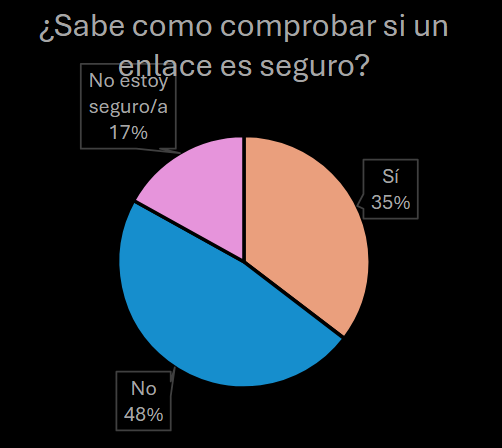 ¿Sabe como comprobar si un
enlace es seguro?
No estoy
seguro/a
17%
Sí
35%
No
48%